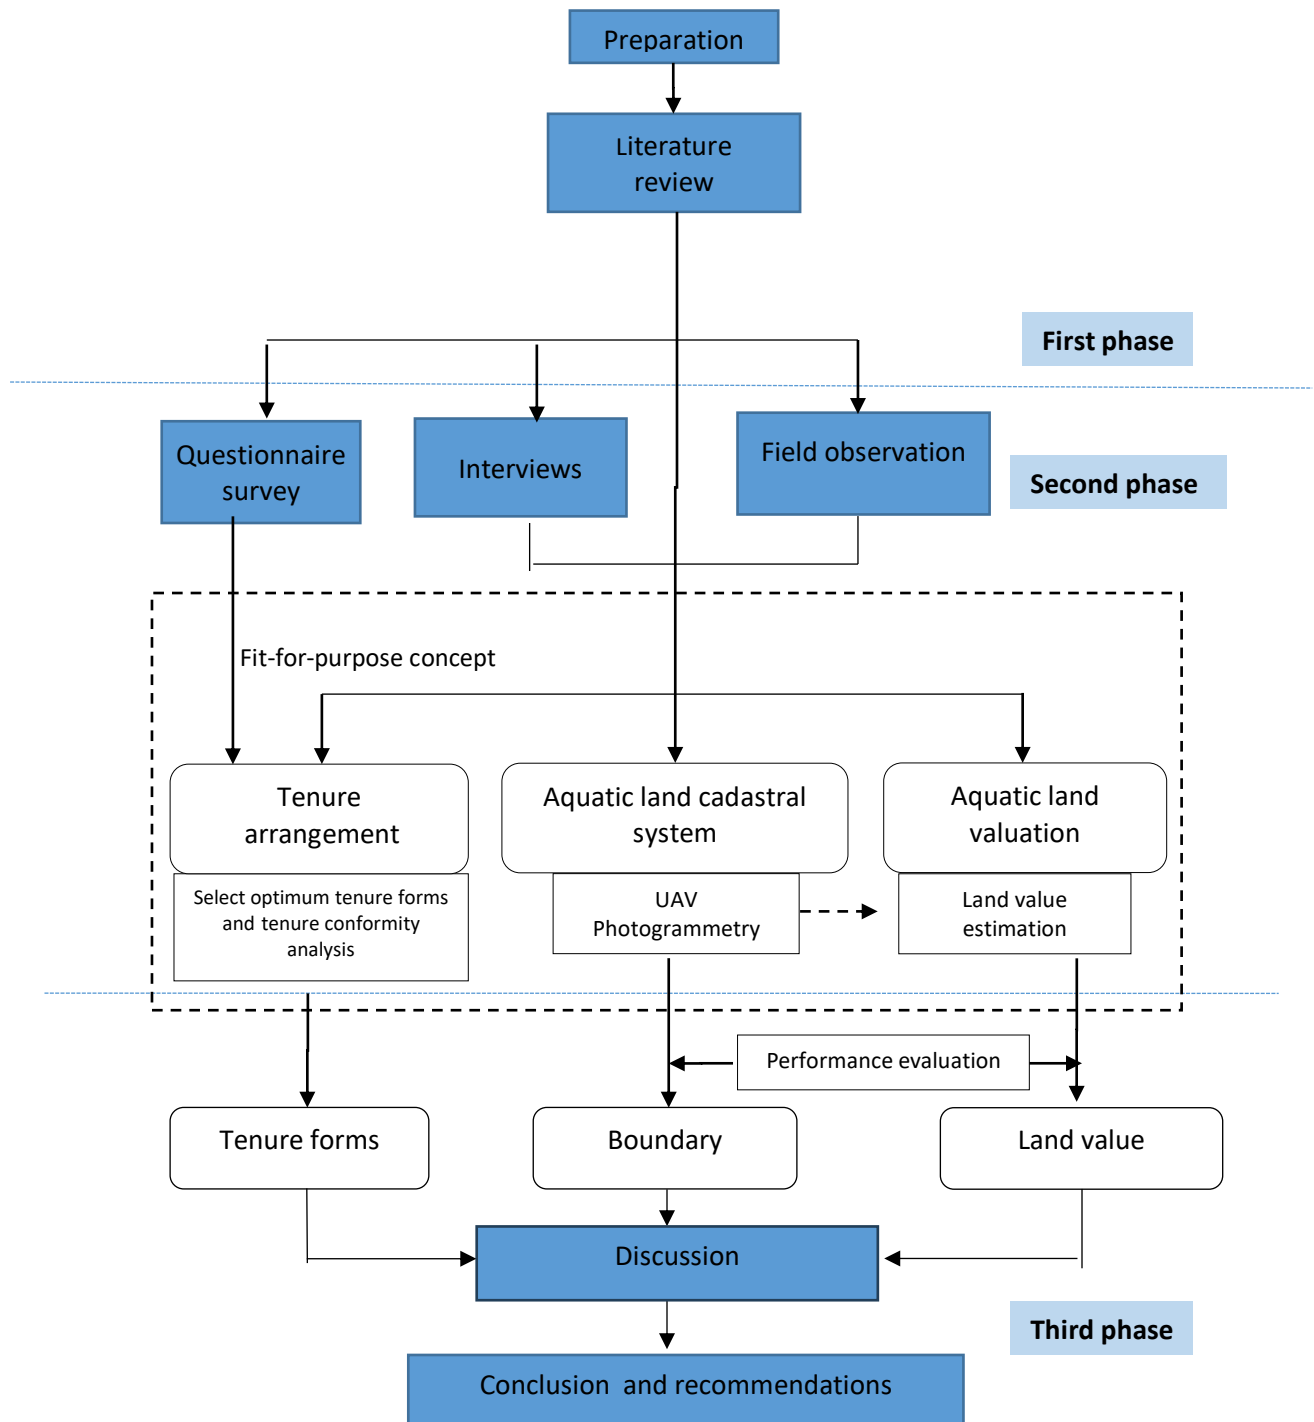 Preparation
Literature
review
First phase
Questionnaire
survey
Interviews
Field observation
Second phase
Fit-for-purpose concept
Tenure
arrangement
Aquatic land cadastral
system
Aquatic land
valuation
Select optimum tenure forms
and tenure conformity
analysis
UAV
Photogrammetry
Land value
estimation
Performance evaluation
Tenure forms
Boundary
Land value
Discussion
Third phase
Conclusion and recommendations